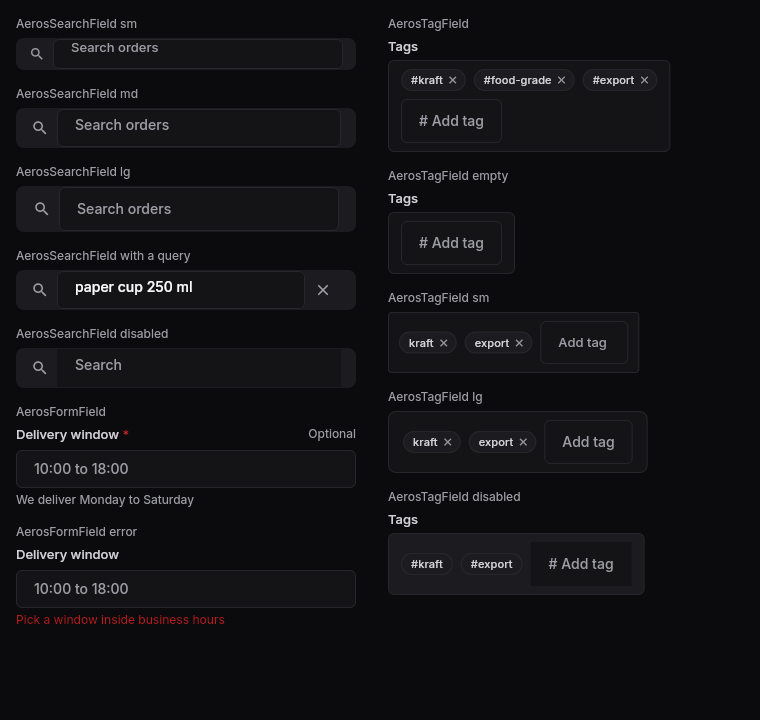 AerosSearchField sm
Search orders
AerosSearchField md
Search orders
AerosSearchField lg
Search orders
AerosSearchField with a query
paper cup 250 ml
AerosSearchField disabled
Search
AerosFormField
Delivery window * Optional
10:00 to 18:00
We deliver Monday to Saturday
AerosFormField error
Delivery window
10:00 to 18:00
Pick a window inside business hours
AerosTagField
Tags
#kraft #food-grade #export
# Add tag
AerosTagField empty
Tags
# Add tag
AerosTagField sm
kraft export Add tag
AerosTagField lg
kraft export Add tag
AerosTagField disabled
Tags
#kraft #export # Add tag